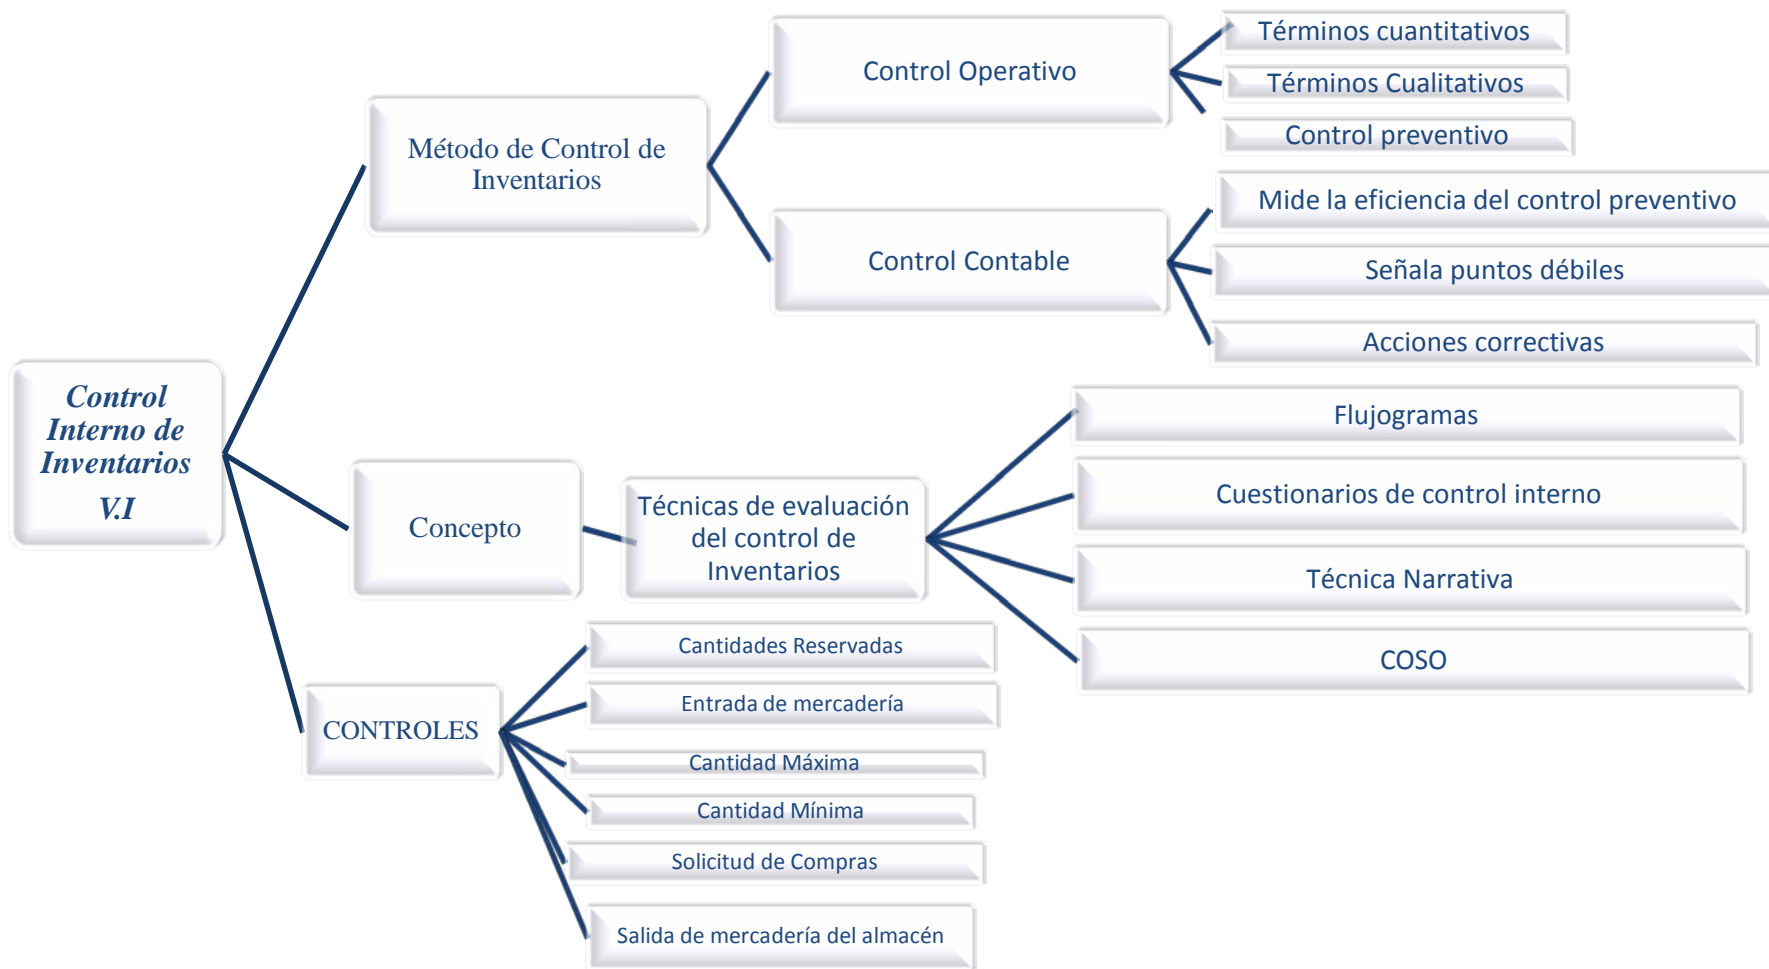 Control
Interno de
Inventarios
V.I
Método de Control de
Inventarios
Control Operativo
Términos cuantitativos
Términos Cualitativos
Control preventivo
Control Contable
Mide la eficiencia del control preventivo
Señala puntos débiles
Acciones correctivas
Concepto
Técnicas de evaluación
del control de
Inventarios
Flujogramas
Cuestionarios de control interno
Técnica Narrativa
COSO
CONTROLES
Cantidades Reservadas
Entrada de mercadería
Cantidad Máxima
Cantidad Mínima
Solicitud de Compras
Salida de mercadería del almacén